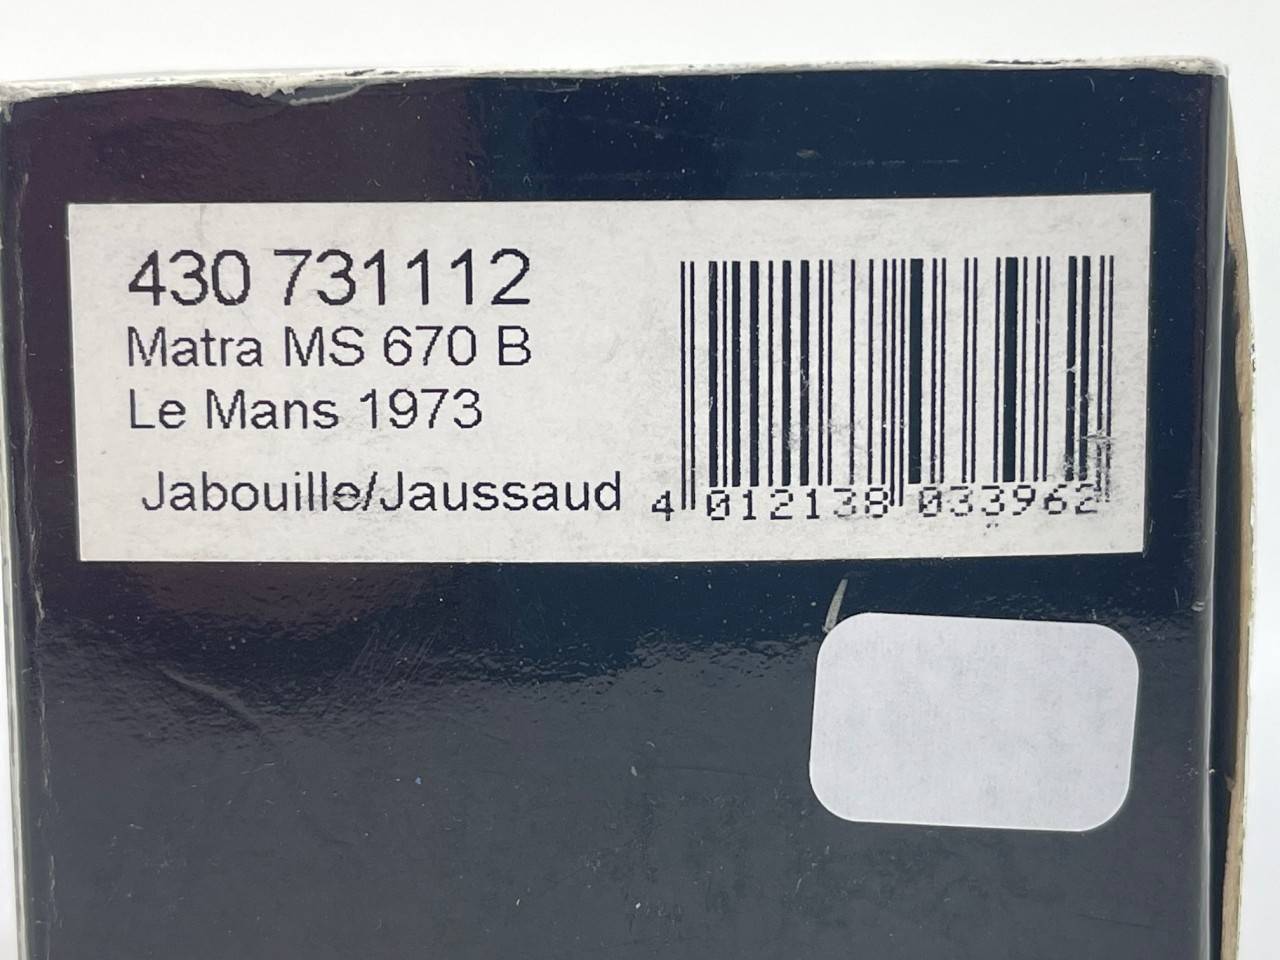 430 731112
Matra MS 670 B
Le Mans 1973
Jabouille/Jaussaud
4 012138 033962